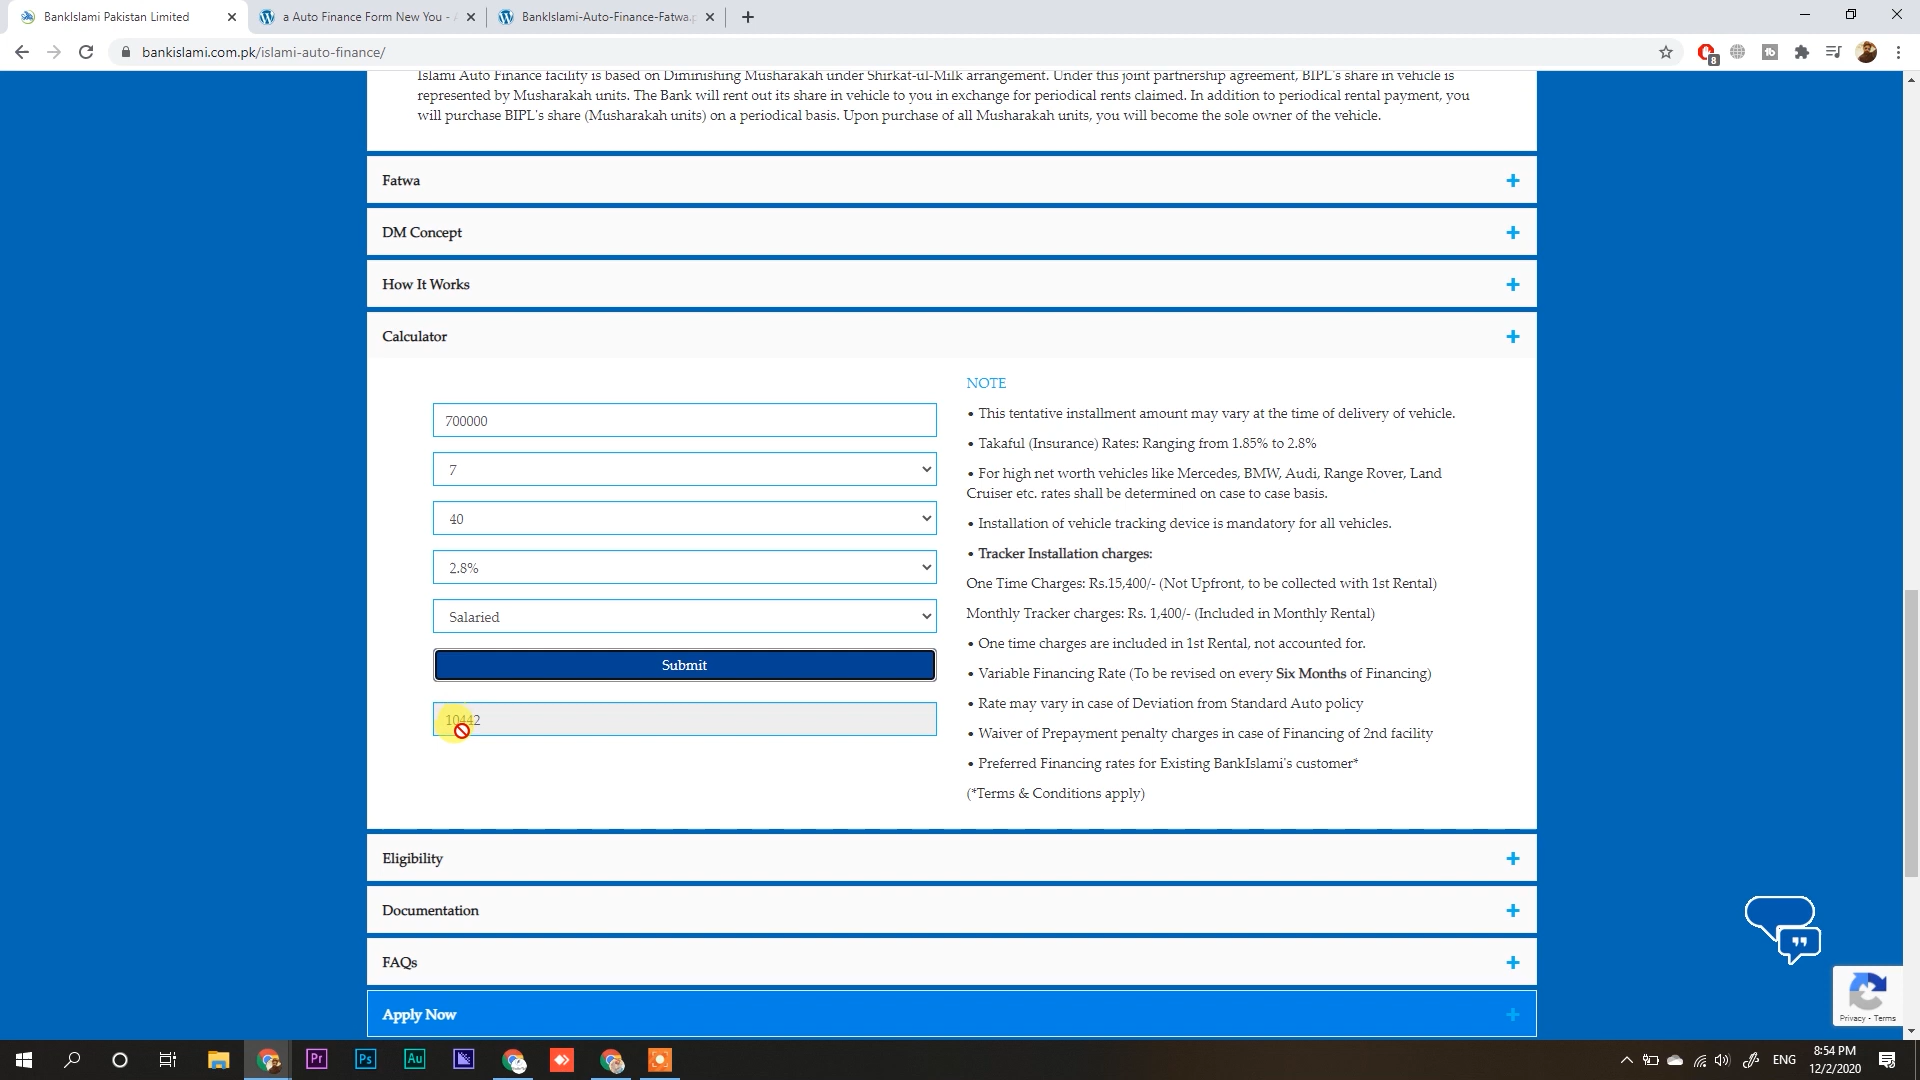 BankIslami Pakistan Limited
a Auto Finance Form New You -
BankIslami-Auto-Finance-Fatwa.p
bankislami.com.pk/islami-auto-finance/
8
Islami Auto Finance facility is based on Diminishing Musharakah under Shirkat-ul-Milk arrangement. Under this joint partnership agreement, BIPL's share in vehicle is
represented by Musharakah units. The Bank will rent out its share in vehicle to you in exchange for periodical rents claimed. In addition to periodical rental payment, you
will purchase BIPL's share (Musharakah units) on a periodical basis. Upon purchase of all Musharakah units, you will become the sole owner of the vehicle.
Fatwa
DM Concept
How It Works
Calculator
700000
7
40
2.8%
Salaried
Submit
10442
NOTE
• This tentative installment amount may vary at the time of delivery of vehicle.
• Takaful (Insurance) Rates: Ranging from 1.85% to 2.8%
• For high net worth vehicles like Mercedes, BMW, Audi, Range Rover, Land
Cruiser etc. rates shall be determined on case to case basis.
• Installation of vehicle tracking device is mandatory for all vehicles.
• Tracker Installation charges:
One Time Charges: Rs.15,400/- (Not Upfront, to be collected with 1st Rental)
Monthly Tracker charges: Rs. 1,400/- (Included in Monthly Rental)
• One time charges are included in 1st Rental, not accounted for.
• Variable Financing Rate (To be revised on every Six Months of Financing)
• Rate may vary in case of Deviation from Standard Auto policy
• Waiver of Prepayment penalty charges in case of Financing of 2nd facility
• Preferred Financing rates for Existing BankIslami's customer*
(*Terms & Conditions apply)
Eligibility
Documentation
FAQs
Apply Now
Privacy - Terms
Pr
Ps
Au
ENG
8:54 PM
12/2/2020